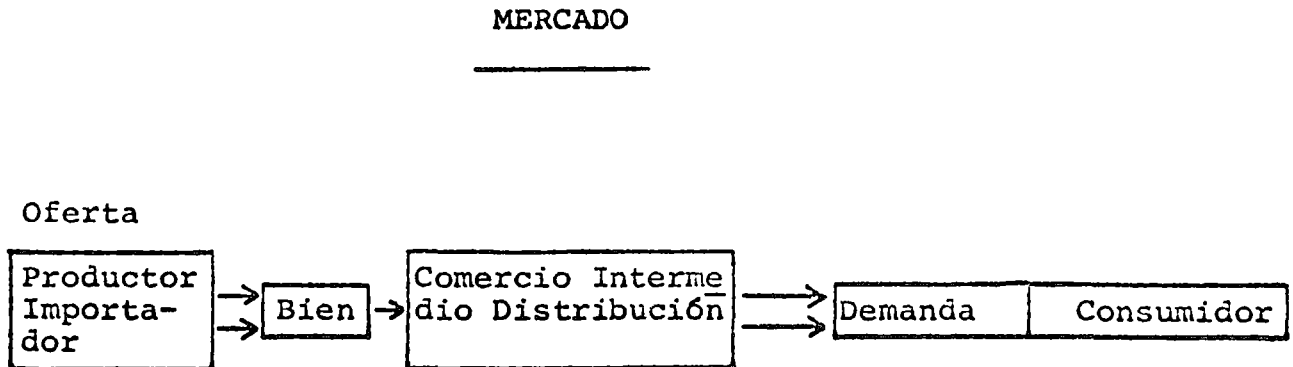 MERCADO
Oferta
Productor
Importa-
dor
Bien
Comercio Interme
dio Distribución
Demanda
Consumidor